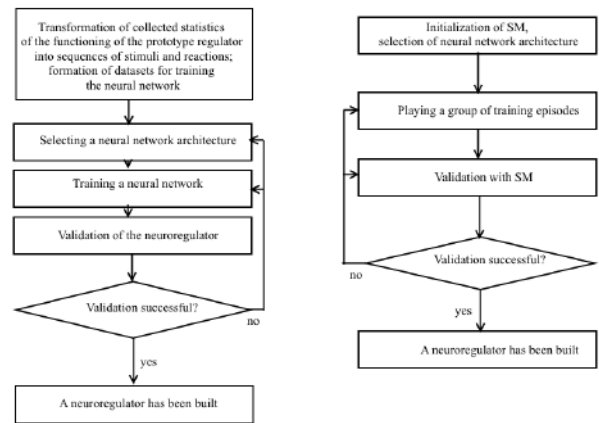 Transformation of collected statistics
of the functioning of the prototype regulator
into sequences of stimuli and reactions;
formation of datasets for training
the neural network
Selecting a neural network architecture
Training a neural network
Validation of the neuroregulator
Validation successful?
no
yes
A neuroregulator has been built
Initialization of SM,
selection of neural network architecture
Playing a group of training episodes
Validation with SM
Validation successful?
no
yes
A neuroregulator has been built